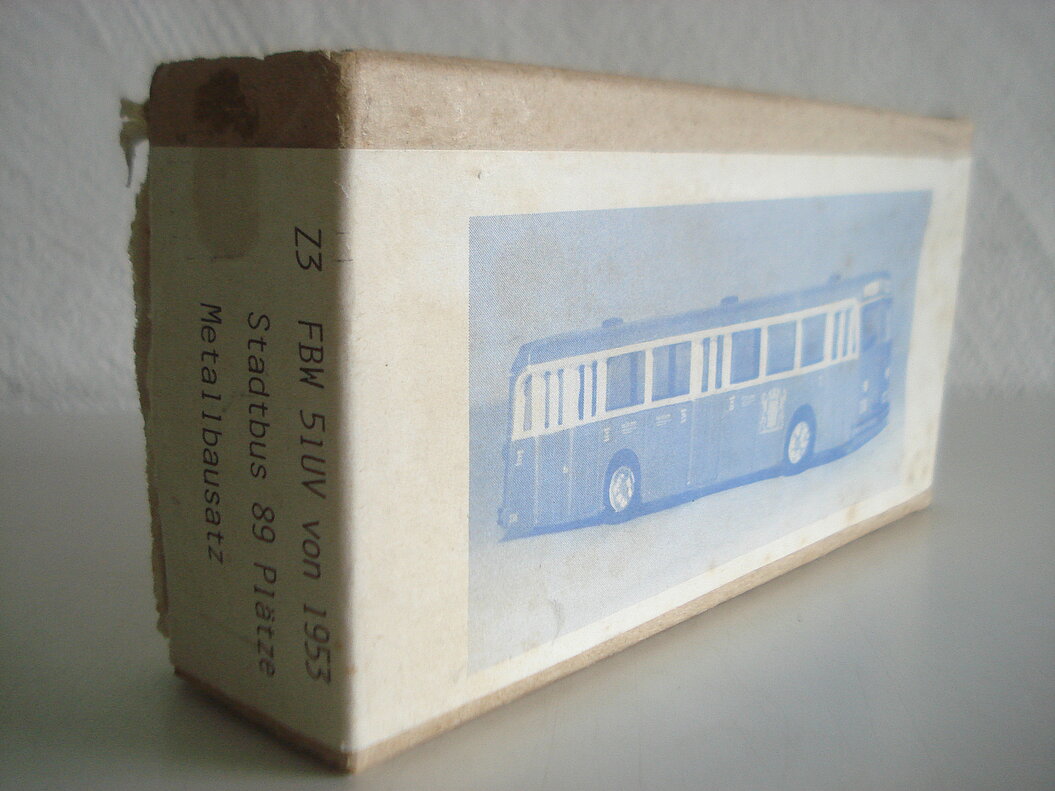 Z3 FBW 51UV von 1953
Stadtbus 89 Plätze
Metallbausatz